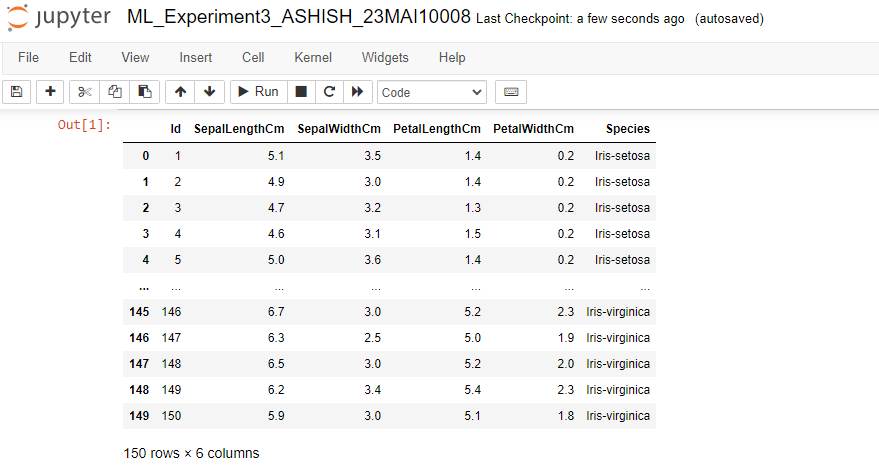 jupyter ML_Experiment3_ASHISH_23MAI10008 Last Checkpoint: a few seconds ago (autosaved)
File Edit View Insert Cell Kernel Widgets Help
Run Code
Out[1]:
Id SepalLengthCm SepalWidthCm PetalLengthCm PetalWidthCm Species
0 1 5.1 3.5 1.4 0.2 Iris-setosa
1 2 4.9 3.0 1.4 0.2 Iris-setosa
2 3 4.7 3.2 1.3 0.2 Iris-setosa
3 4 4.6 3.1 1.5 0.2 Iris-setosa
4 5 5.0 3.6 1.4 0.2 Iris-setosa
... ... ... ... ... ... ...
145 146 6.7 3.0 5.2 2.3 Iris-virginica
146 147 6.3 2.5 5.0 1.9 Iris-virginica
147 148 6.5 3.0 5.2 2.0 Iris-virginica
148 149 6.2 3.4 5.4 2.3 Iris-virginica
149 150 5.9 3.0 5.1 1.8 Iris-virginica
150 rows × 6 columns